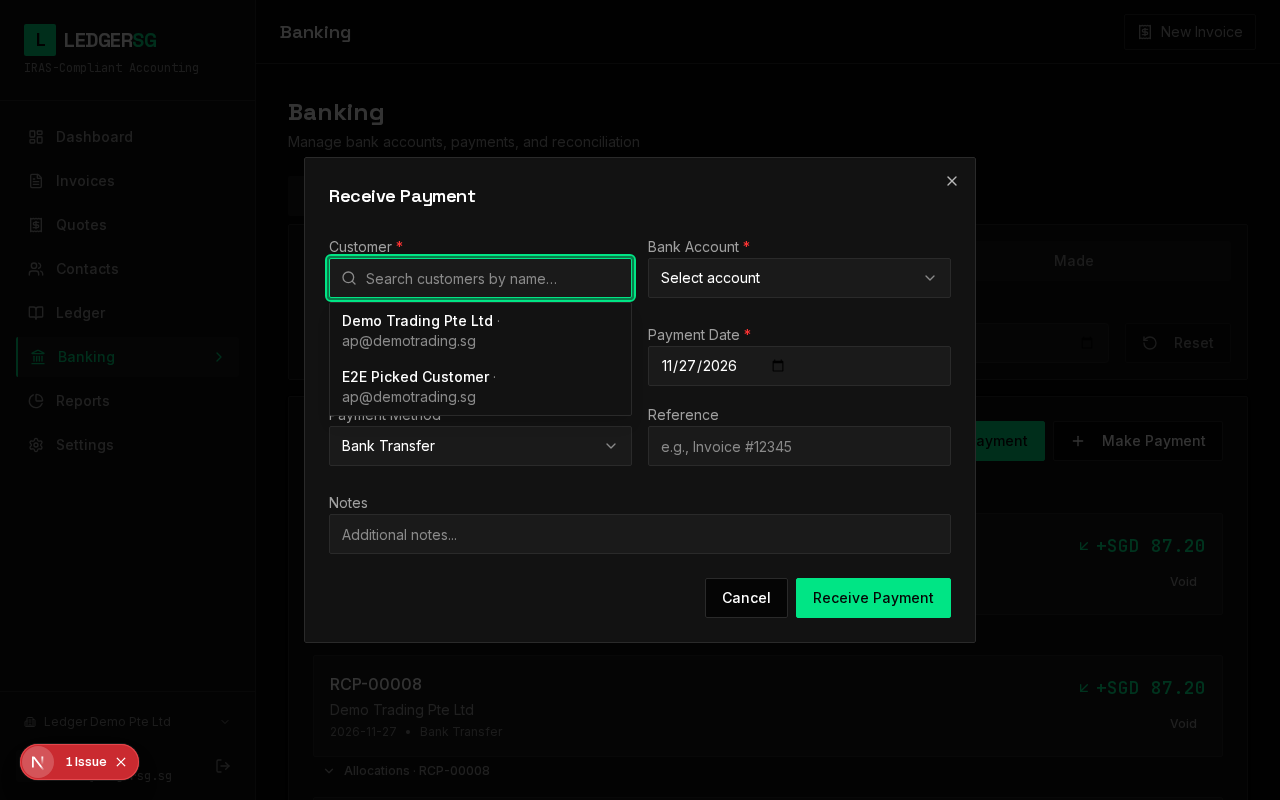 L LEDGERSG
IRAS-Compliant Accounting
Dashboard
Invoices
Quotes
Contacts
Ledger
Banking
Reports
Settings
Ledger Demo Pte Ltd
1 Issue
sg.sg
Banking
New Invoice
Banking
Manage bank accounts, payments, and reconciliation
Made
Reset
Receive Payment
Customer *
Search customers by name…
Demo Trading Pte Ltd ·
ap@demotrading.sg
E2E Picked Customer ·
ap@demotrading.sg
Bank Account *
Select account
Payment Date *
11/27/2026
Payment Method
Bank Transfer
Reference
e.g., Invoice #12345
Notes
Additional notes...
Cancel
Receive Payment
ayment
Make Payment
+SGD 87.20
Void
RCP-00008
Demo Trading Pte Ltd
2026-11-27 • Bank Transfer
+SGD 87.20
Void
Allocations · RCP-00008